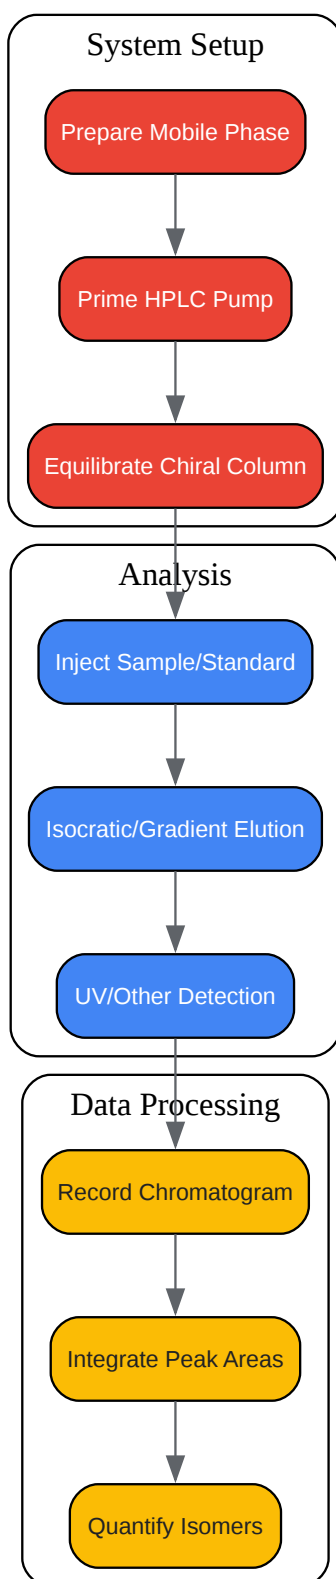 System Setup
Prepare Mobile Phase
Prime HPLC Pump
Equilibrate Chiral Column
Analysis
Inject Sample/Standard
Isocratic/Gradient Elution
UV/Other Detection
Data Processing
Record Chromatogram
Integrate Peak Areas
Quantify Isomers